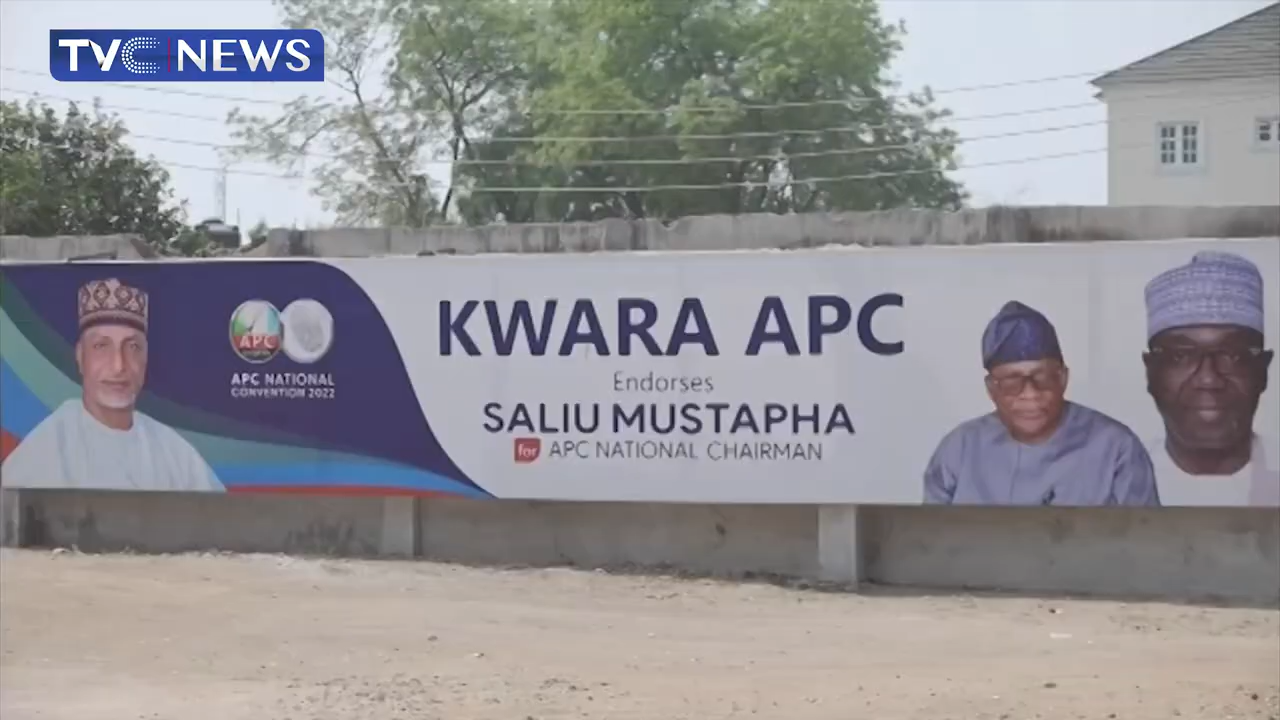 TVC NEWS
KWARA APC
Endorses
SALIU MUSTAPHA
for APC NATIONAL CHAIRMAN
APC
APC NATIONAL
CONVENTION 2022